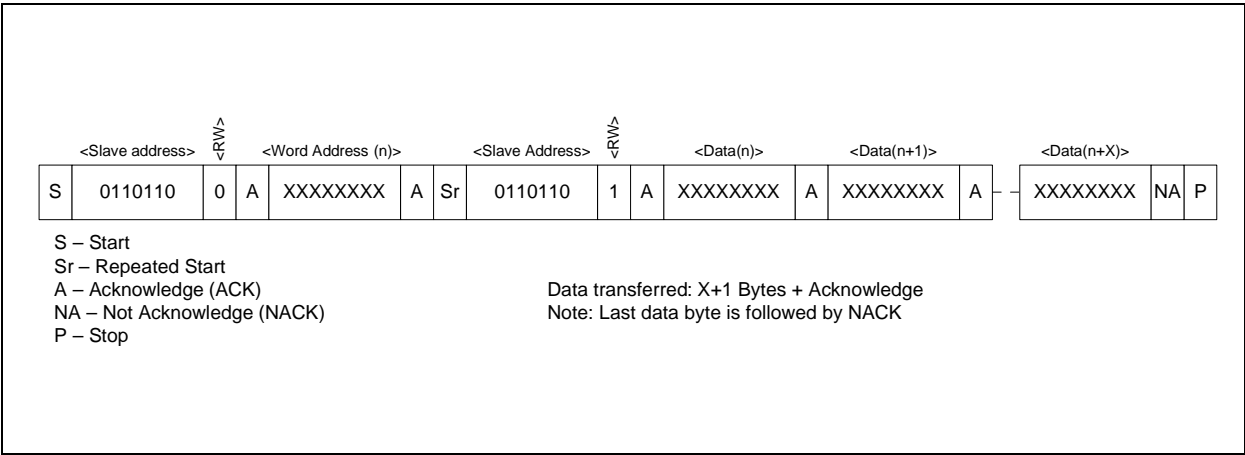 <Slave address> <RW> <Word Address (n)> <Slave Address> <RW> <Data(n)> <Data(n+1)> <Data(n+X)>
S 0110110 0 A XXXXXXXX A Sr 0110110 1 A XXXXXXXX A XXXXXXXX A XXXXXXXX NA P
S – Start
Sr – Repeated Start
A – Acknowledge (ACK)
NA – Not Acknowledge (NACK)
P – Stop
Data transferred: X+1 Bytes + Acknowledge
Note: Last data byte is followed by NACK